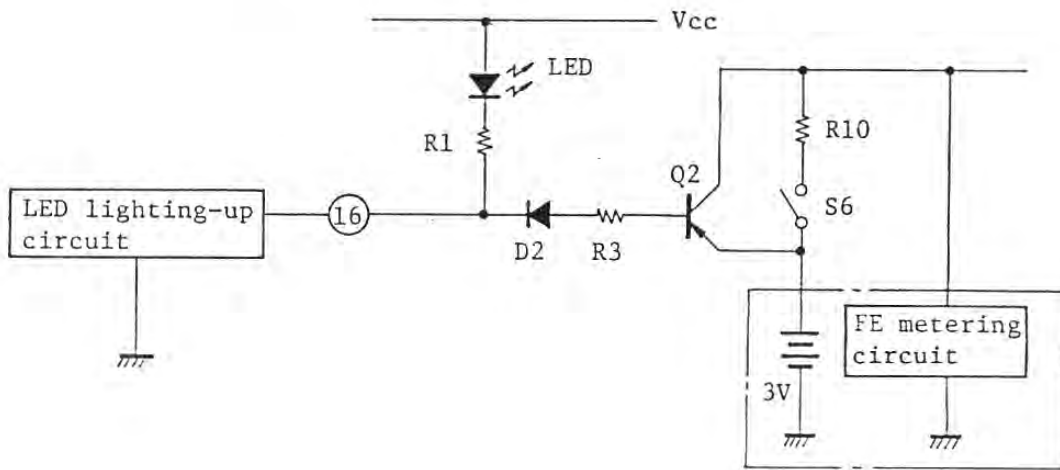 Vcc
LED
R1
R10
Q2
S6
LED lighting-up
circuit
16
D2
R3
FE metering
circuit
3V